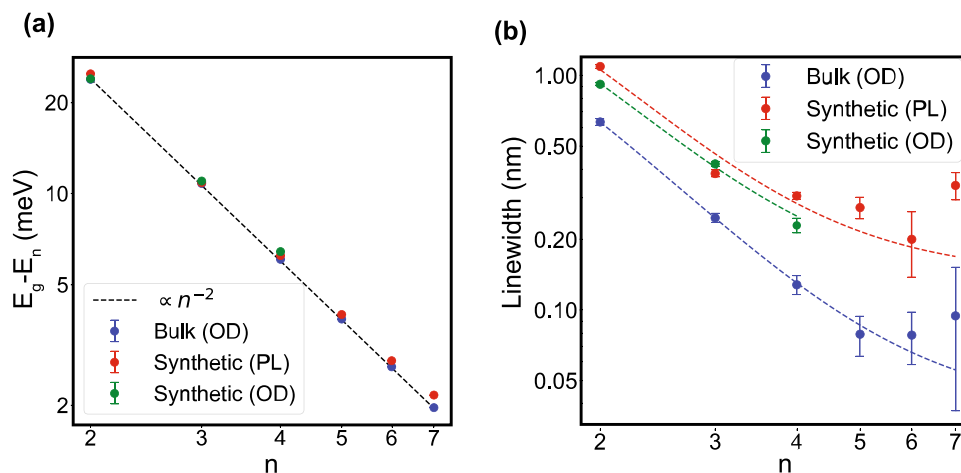 (a)
20
10
5
2
E_g-E_n (meV)
∝ n⁻²
Bulk (OD)
Synthetic (PL)
Synthetic (OD)
2 3 4 5 6 7
n
(b)
1.00
0.50
0.20
0.10
0.05
Linewidth (nm)
Bulk (OD)
Synthetic (PL)
Synthetic (OD)
2 3 4 5 6 7
n